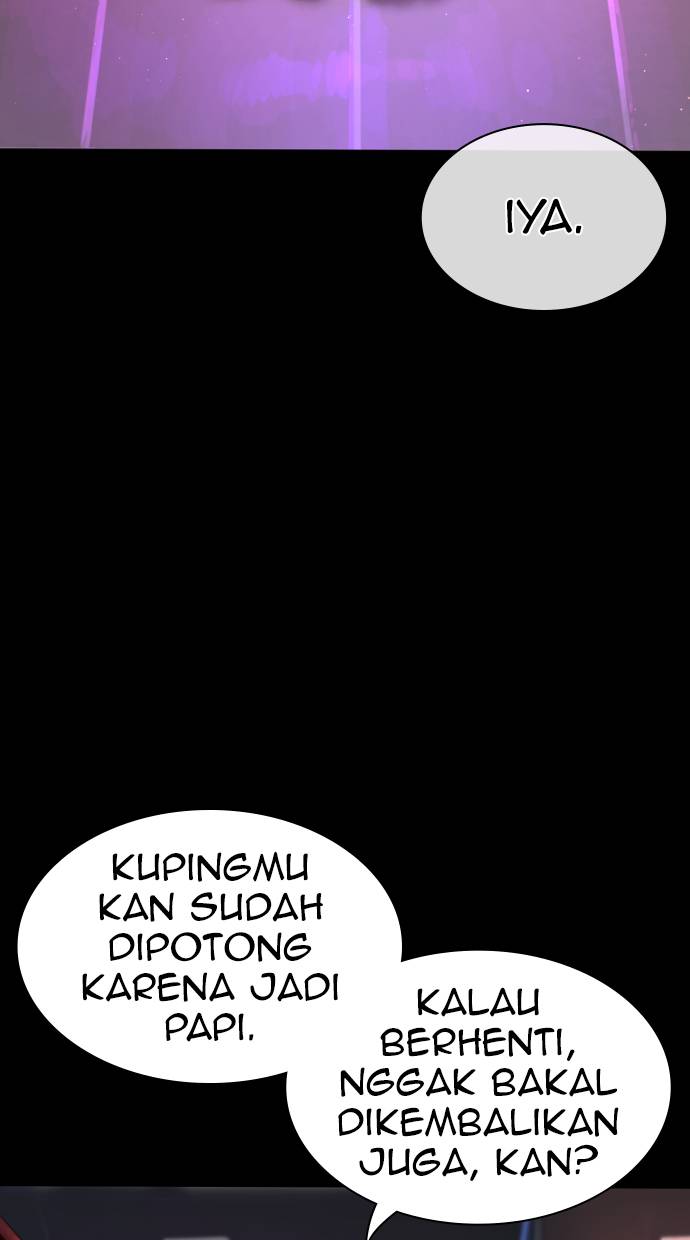 IYA.
KUPINGMU
KAN SUDAH
DIPOTONG
KARENA JADI
PAPI.
KALAU
BERHENTI,
NGGAK BAKAL
DIKEMBALIKAN
JUGA, KAN?